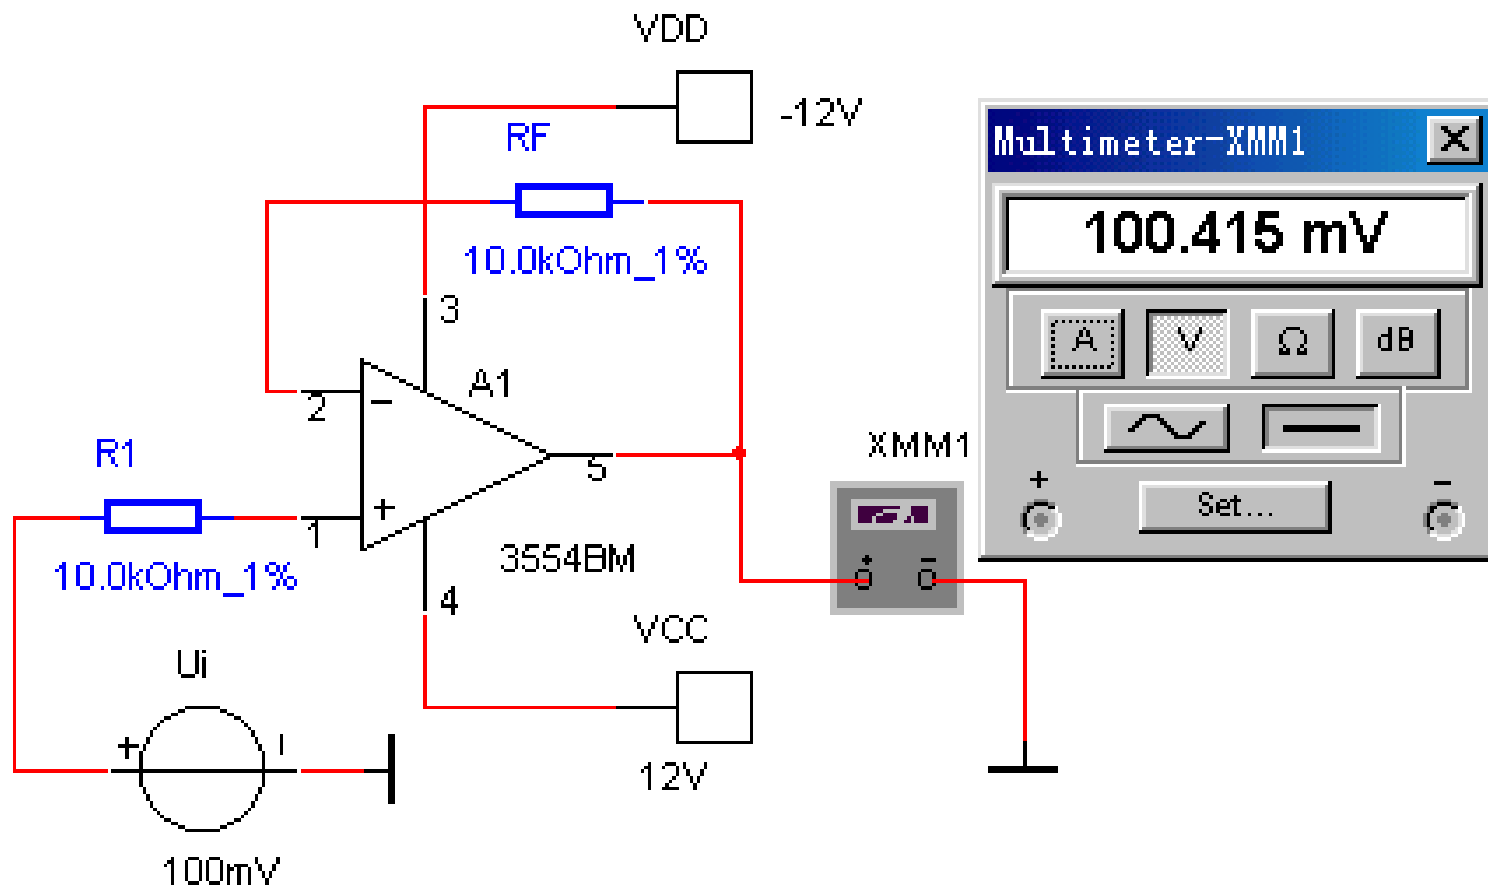 VDD
-12V
RF
10.0kOhm_1%
3
2
−
A1
R1
1
+
5
10.0kOhm_1%
3554BM
4
VCC
12V
Ui
+
100mV
XMM1
+ −
Multimeter-XMM1
100.415 mV
A V Ω dB
+ −
Set...